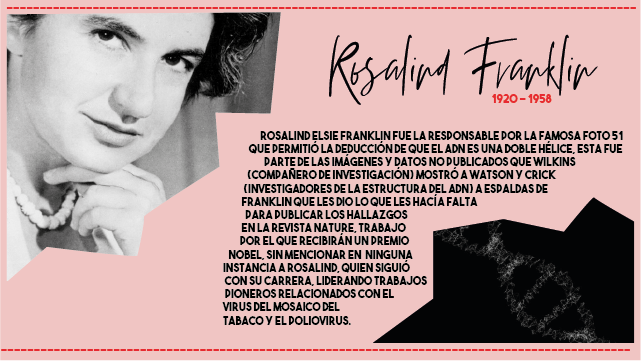 Rosalind Franklin
1920 - 1958
ROSALIND ELSIE FRANKLIN FUE LA RESPONSABLE POR LA FAMOSA FOTO 51
QUE PERMITIÓ LA DEDUCCIÓN DE QUE EL ADN ES UNA DOBLE HÉLICE, ESTA FUE
PARTE DE LAS IMÁGENES Y DATOS NO PUBLICADOS QUE WILKINS
(COMPAÑERO DE INVESTIGACIÓN) MOSTRÓ A WATSON Y CRICK
(INVESTIGADORES DE LA ESTRUCTURA DEL ADN) A ESPALDAS DE
FRANKLIN QUE LES DIO LO QUE LES HACÍA FALTA
PARA PUBLICAR LOS HALLAZGOS
EN LA REVISTA NATURE, TRABAJO
POR EL QUE RECIBIRÁN UN PREMIO
NOBEL, SIN MENCIONAR EN NINGUNA
INSTANCIA A ROSALIND, QUIEN SIGUIÓ
CON SU CARRERA, LIDERANDO TRABAJOS
PIONEROS RELACIONADOS CON EL
VIRUS DEL MOSAICO DEL
TABACO Y EL POLIOVIRUS.